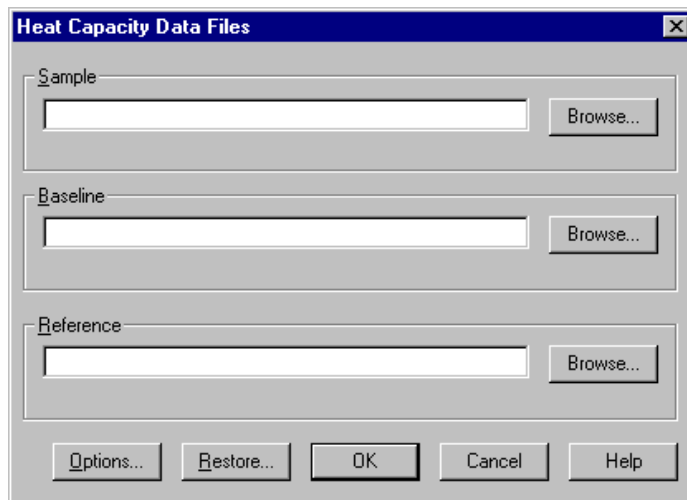 Heat Capacity Data Files
Sample
Browse...
Baseline
Browse...
Reference
Browse...
Options... Restore... OK Cancel Help